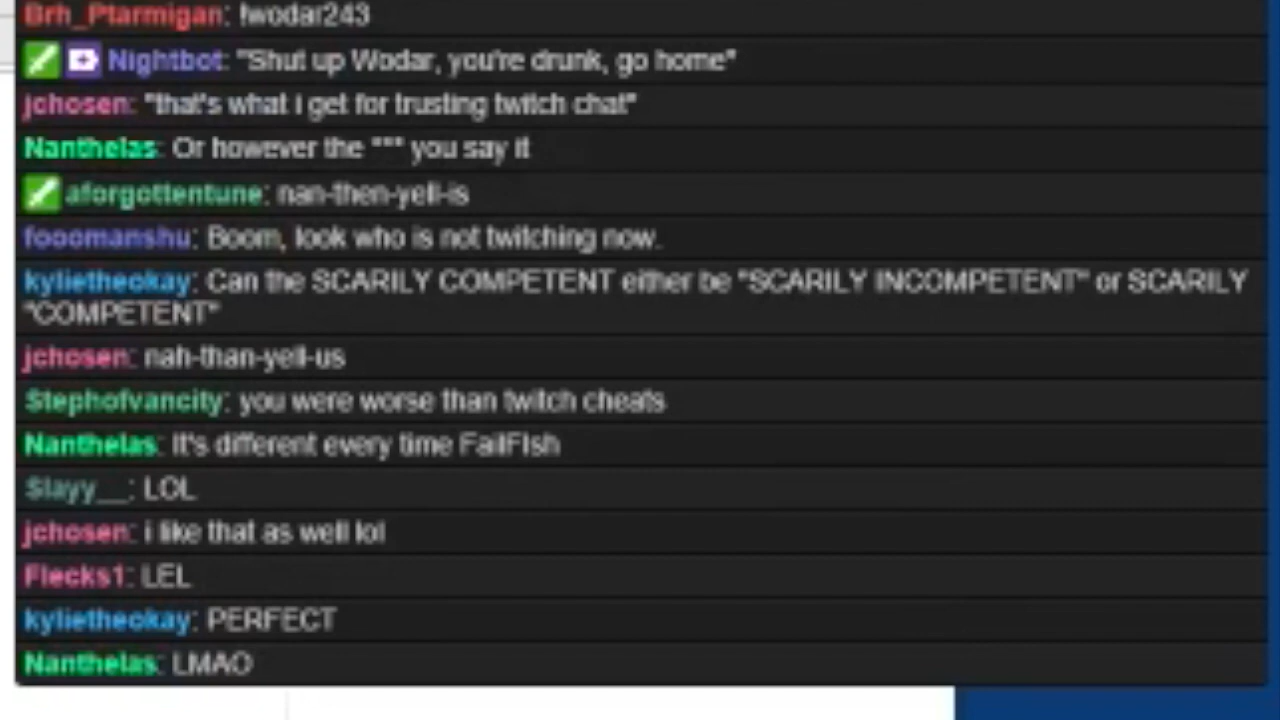 Brh_Ptarmigan: !wodar243
Nightbot: "Shut up Wodar, you're drunk, go home"
jchosen: "that's what i get for trusting twitch chat"
Nanthelas: Or however the *** you say it
aforgottentune: nan-then-yell-is
fooomanshu: Boom, look who is not twitching now.
kylietheokay: Can the SCARILY COMPETENT either be "SCARILY INCOMPETENT" or SCARILY
"COMPETENT"
jchosen: nah-than-yell-us
Stephofvancity: you were worse than twitch cheats
Nanthelas: It's different every time FailFIsh
Slayy__: LOL
jchosen: i like that as well lol
Flecks1: LEL
kylietheokay: PERFECT
Nanthelas: LMAO